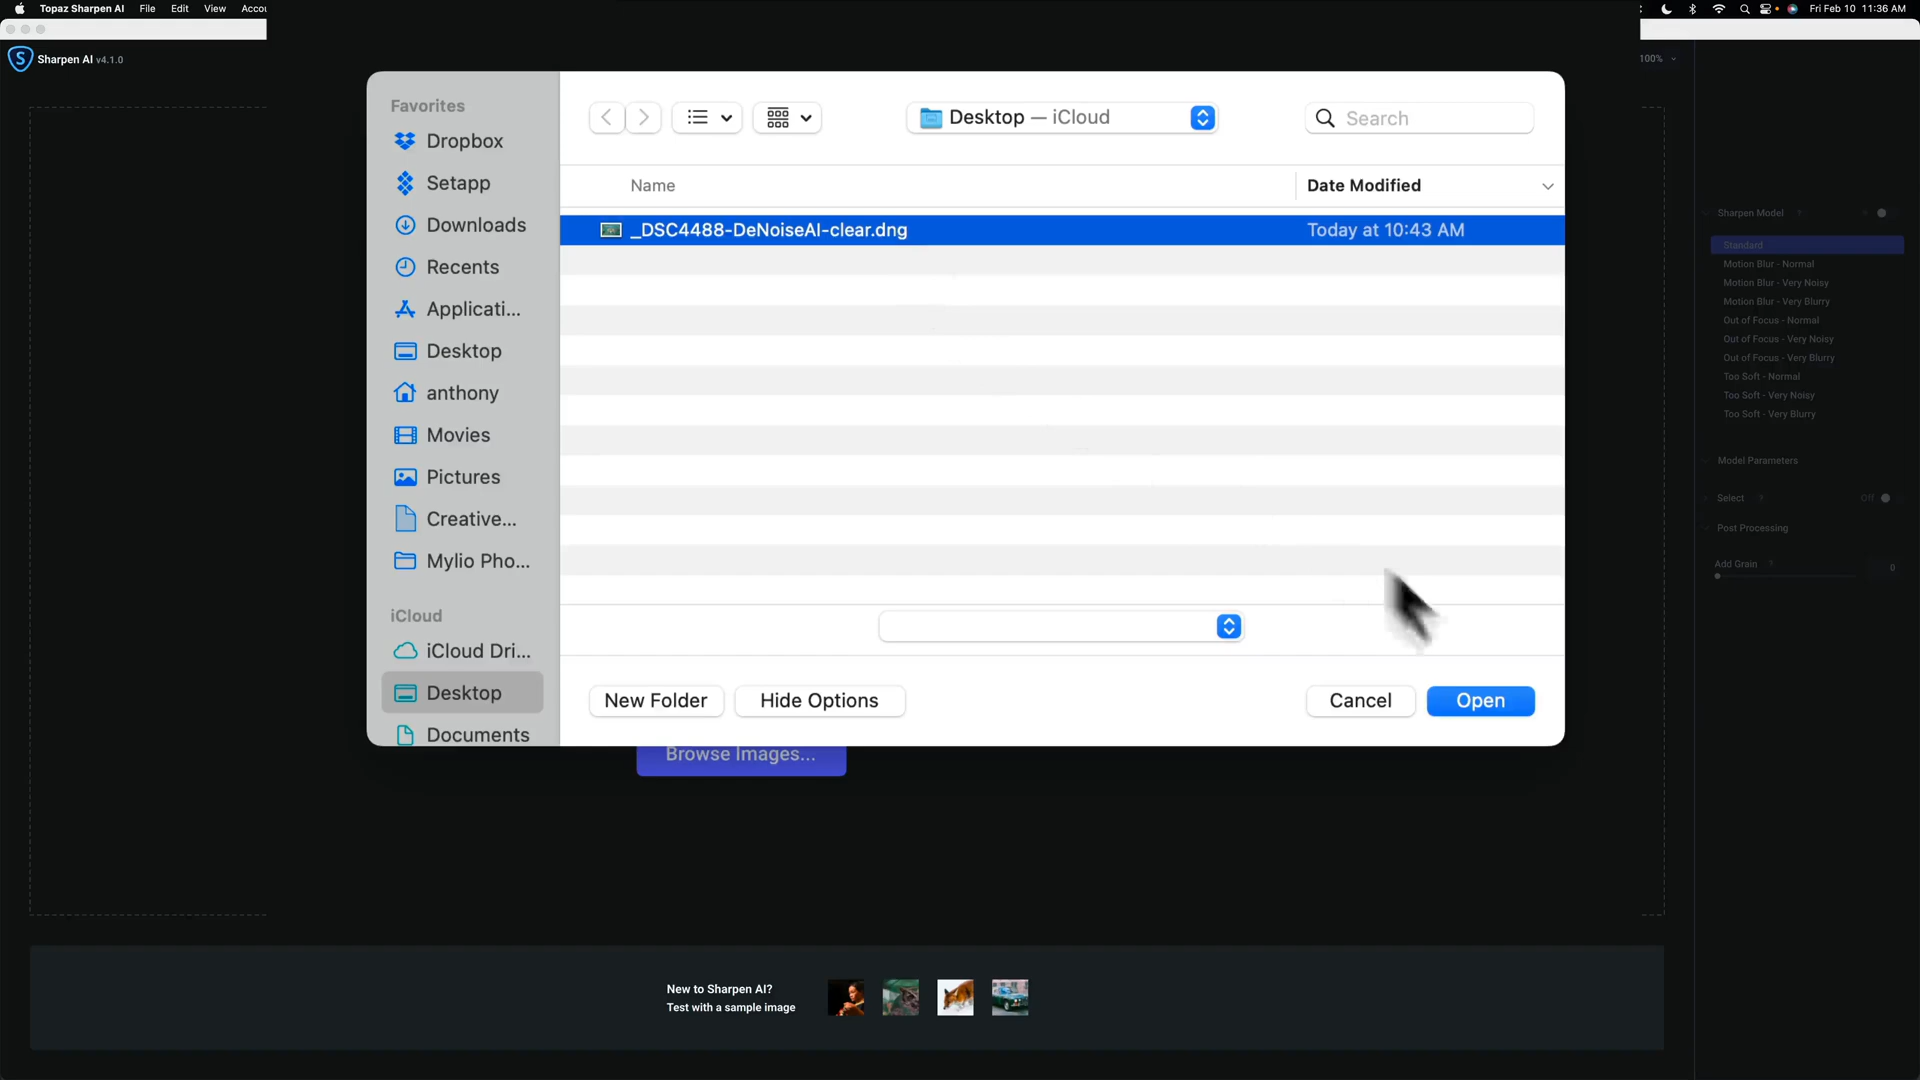 Topaz Sharpen AI File Edit View Accou
Fri Feb 10 11:36 AM
Sharpen AI v4.1.0
100%
Favorites
Dropbox
Setapp
Downloads
Recents
Applicati...
Desktop
anthony
Movies
Pictures
Creative...
Mylio Pho...
iCloud
iCloud Dri...
Desktop
Documents
Desktop — iCloud
Search
Name
Date Modified
_DSC4488-DeNoiseAI-clear.dng
Today at 10:43 AM
New Folder
Hide Options
Cancel
Open
Browse Images...
Sharpen Model ?
Standard
Motion Blur - Normal
Motion Blur - Very Noisy
Motion Blur - Very Blurry
Out of Focus - Normal
Out of Focus - Very Noisy
Out of Focus - Very Blurry
Too Soft - Normal
Too Soft - Very Noisy
Too Soft - Very Blurry
Model Parameters
Select ? Off
Post Processing
Add Grain ? 0
New to Sharpen AI?
Test with a sample image